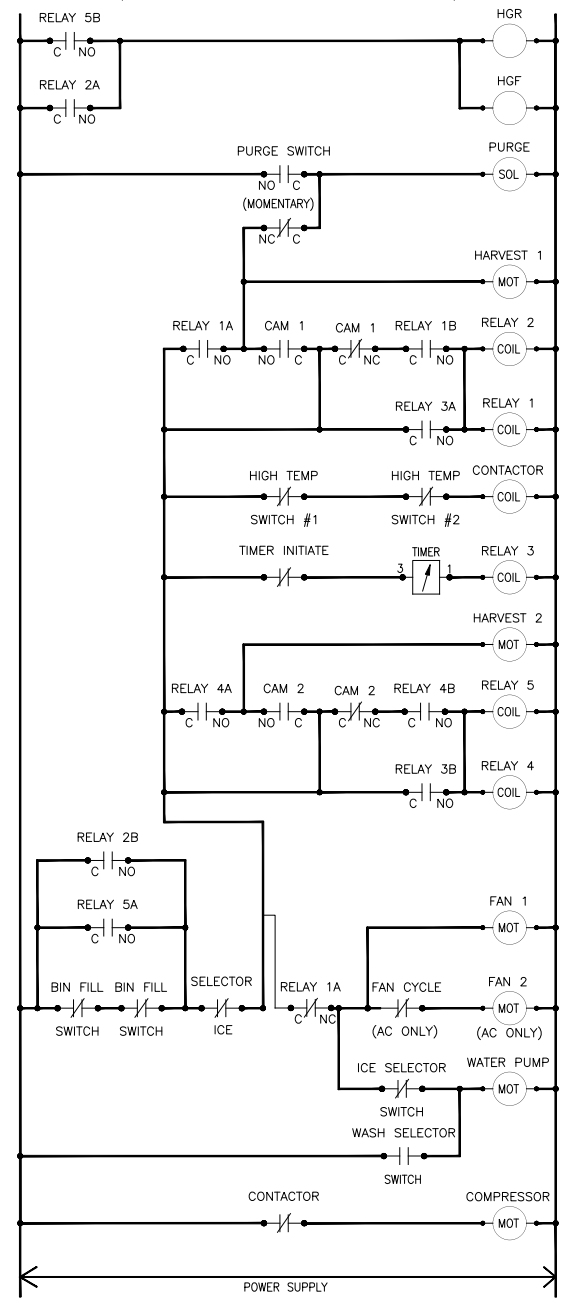 HGR
RELAY 5B
C NO
HGF
RELAY 2A
C NO
PURGE SWITCH PURGE
NO C SOL
(MOMENTARY)
NC C
HARVEST 1
MOT
RELAY 1A CAM 1 CAM 1 RELAY 1B RELAY 2
C NO NO C C NC C NO COIL
RELAY 3A RELAY 1
C NO COIL
HIGH TEMP HIGH TEMP CONTACTOR
COIL
SWITCH #1 SWITCH #2
TIMER INITIATE TIMER RELAY 3
3 1 COIL
HARVEST 2
MOT
RELAY 4A CAM 2 CAM 2 RELAY 4B RELAY 5
C NO NO C C NC C NO COIL
RELAY 3B RELAY 4
C NO COIL
RELAY 2B
C NO
RELAY 5A FAN 1
C NO MOT
BIN FILL BIN FILL SELECTOR RELAY 1A FAN CYCLE FAN 2
C NC MOT
SWITCH SWITCH ICE (AC ONLY) (AC ONLY)
ICE SELECTOR WATER PUMP
MOT
SWITCH
WASH SELECTOR
SWITCH
CONTACTOR COMPRESSOR
MOT
POWER SUPPLY